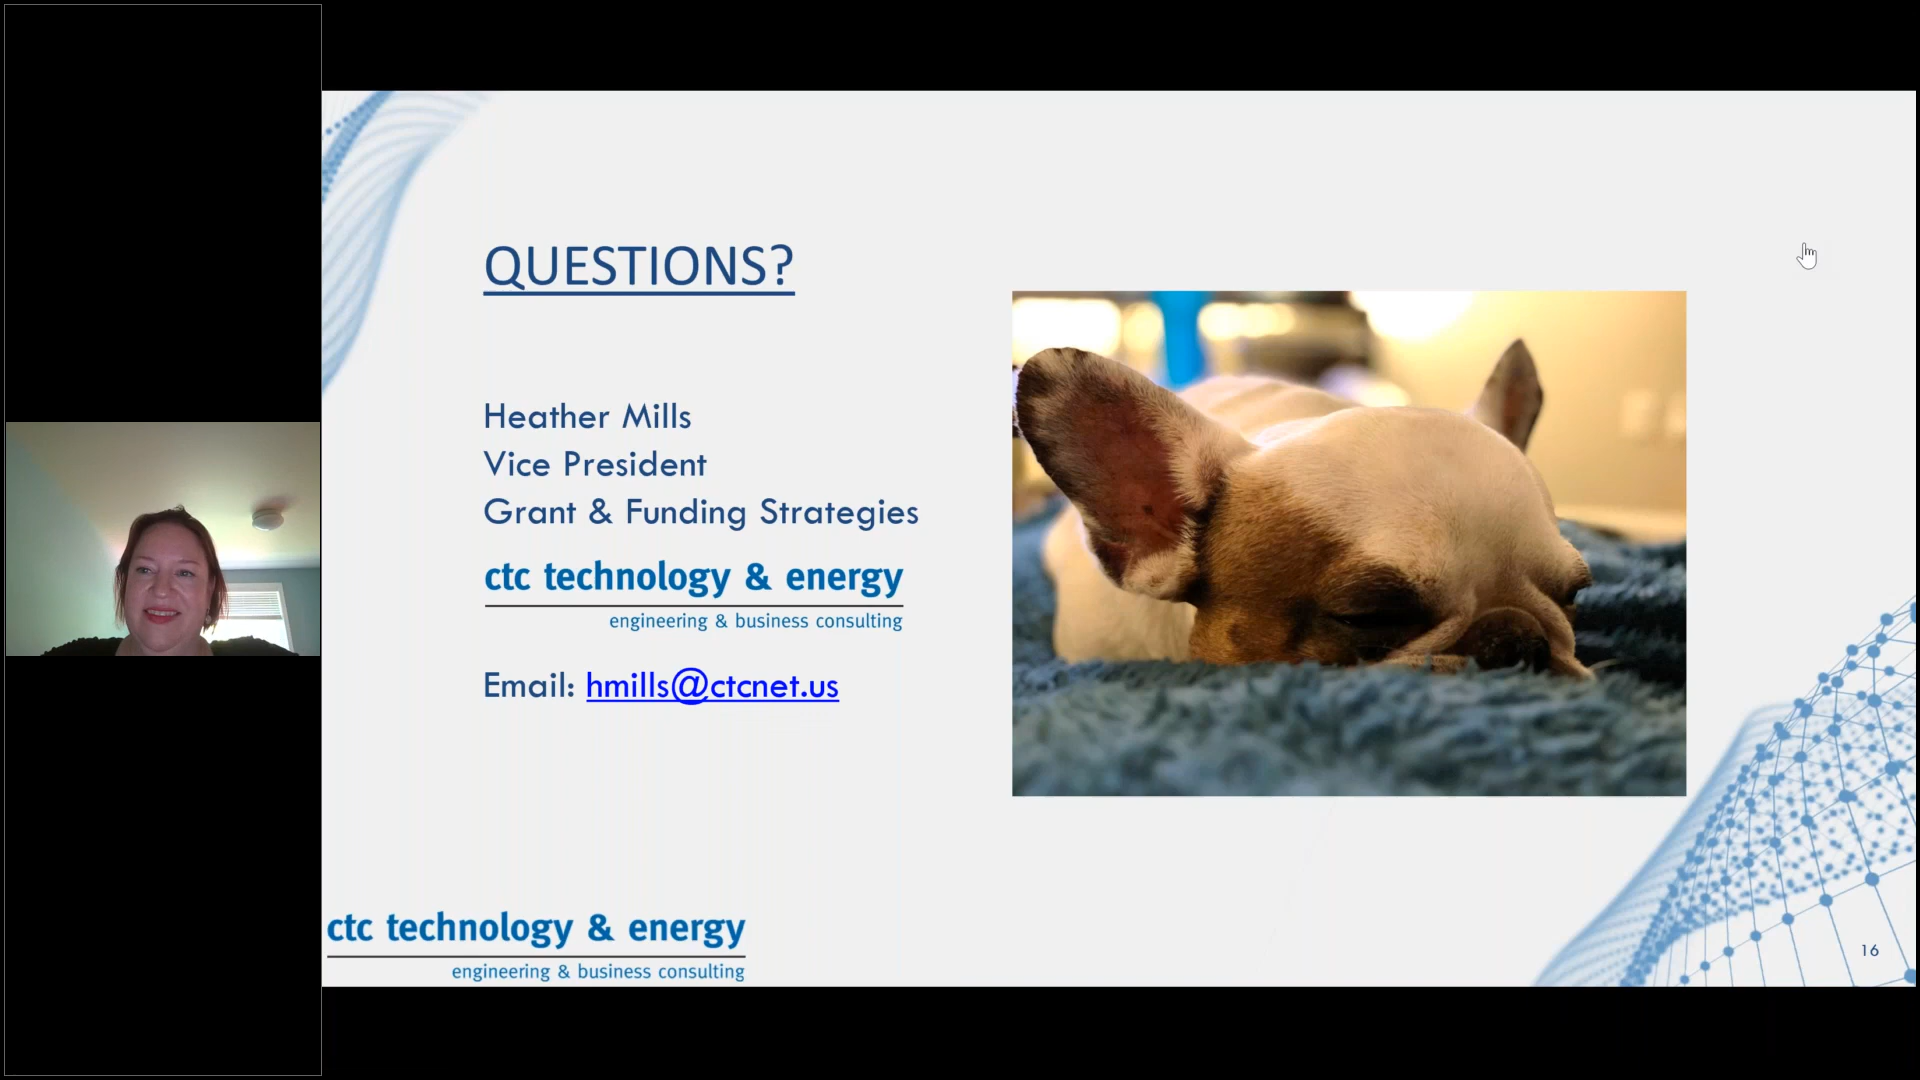 QUESTIONS?
Heather Mills
Vice President
Grant & Funding Strategies
ctc technology & energy
engineering & business consulting
Email: hmills@ctcnet.us
ctc technology & energy
engineering & business consulting
16